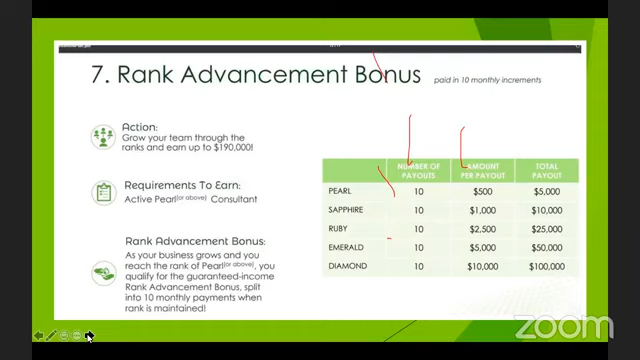 7. Rank Advancement Bonus paid in 10 monthly increments
Action:
Grow your team through the
ranks and earn up to $190,000!
Requirements To Earn:
Active Pearl(or above) Consultant
Rank Advancement Bonus:
As your business grows and you
reach the rank of Pearl(or above), you
qualify for the guaranteed-income
Rank Advancement Bonus, split
into 10 monthly payments when
rank is maintained!
NUMBER OF PAYOUTS AMOUNT PER PAYOUT TOTAL PAYOUT
PEARL 10 $500 $5,000
SAPPHIRE 10 $1,000 $10,000
RUBY 10 $2,500 $25,000
EMERALD 10 $5,000 $50,000
DIAMOND 10 $10,000 $100,000
zoom